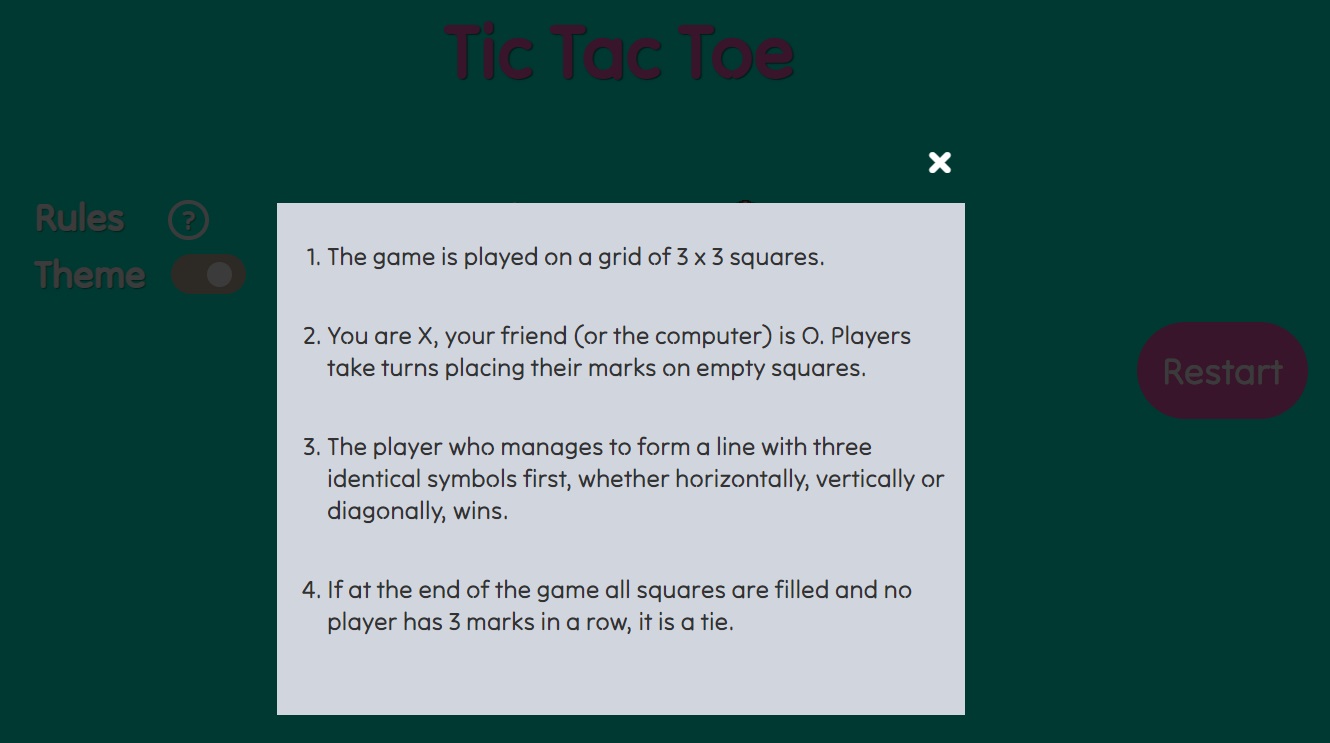 Tic Tac Toe
Rules ?
Theme
1. The game is played on a grid of 3 x 3 squares.
2. You are X, your friend (or the computer) is O. Players
take turns placing their marks on empty squares.
3. The player who manages to form a line with three
identical symbols first, whether horizontally, vertically or
diagonally, wins.
4. If at the end of the game all squares are filled and no
player has 3 marks in a row, it is a tie.
Restart